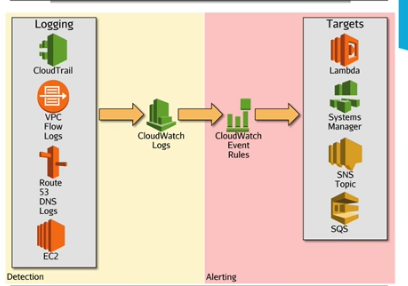 Logging
CloudTrail
VPC
Flow
Logs
Route
53
DNS
Logs
EC2
CloudWatch
Logs
CloudWatch
Event
Rules
Targets
Lambda
Systems
Manager
SNS
Topic
SQS
Detection
Alerting